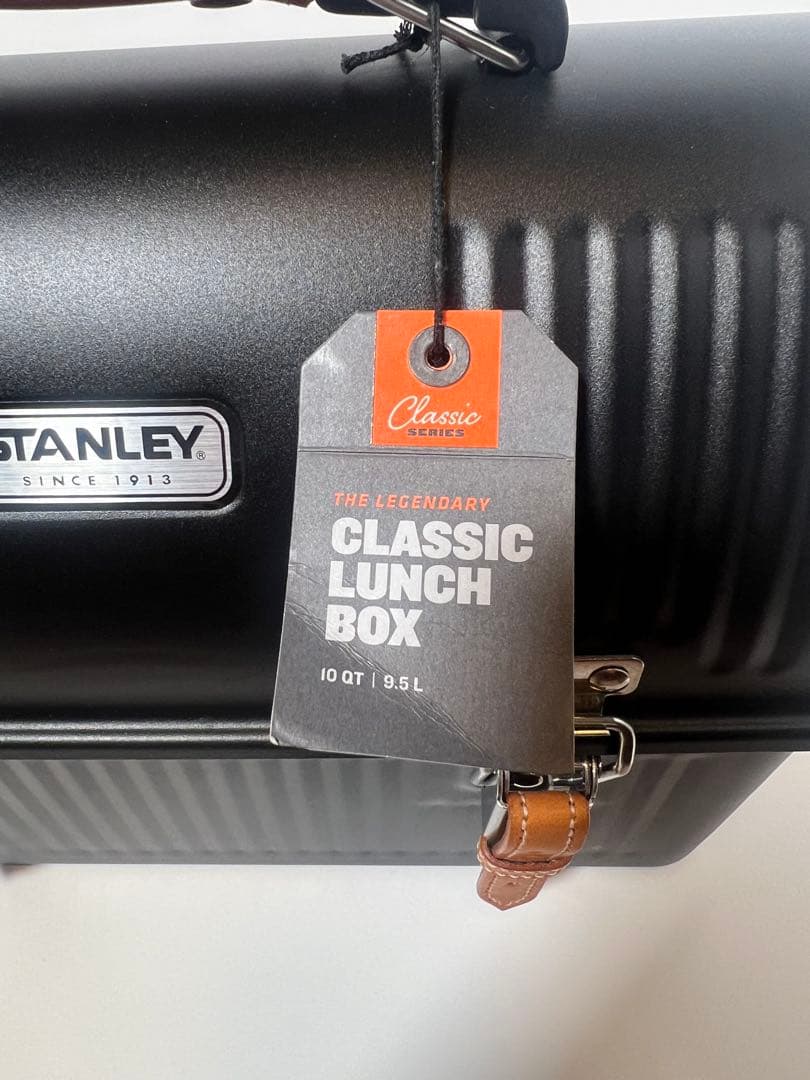 Classic
SERIES
STANLEY®
SINCE 1913
THE LEGENDARY
CLASSIC
LUNCH
BOX
10 QT | 9.5 L